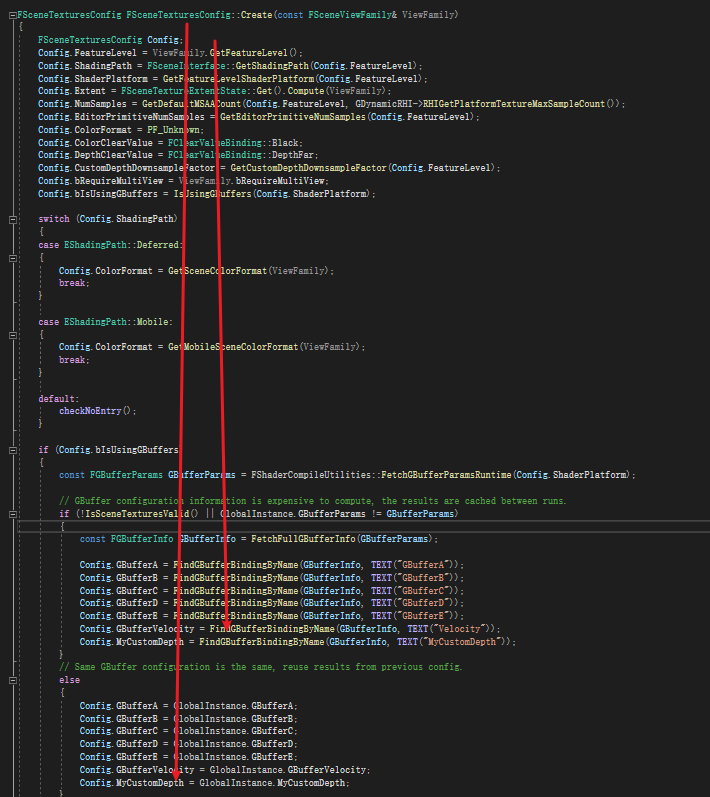 FSceneTexturesConfig FSceneTexturesConfig::Create(const FSceneViewFamily& ViewFamily)
{
FSceneTexturesConfig Config;
Config.FeatureLevel = ViewFamily.GetFeatureLevel();
Config.ShadingPath = FSceneInterface::GetShadingPath(Config.FeatureLevel);
Config.ShaderPlatform = GetFeatureLevelShaderPlatform(Config.FeatureLevel);
Config.Extent = FSceneTextureExtentState::Get().Compute(ViewFamily);
Config.NumSamples = GetDefaultMSAACount(Config.FeatureLevel, GDynamicRHI->RHIGetPlatformTextureMaxSampleCount());
Config.EditorPrimitiveNumSamples = GetEditorPrimitiveNumSamples(Config.FeatureLevel);
Config.ColorFormat = PF_Unknown;
Config.ColorClearValue = FClearValueBinding::Black;
Config.DepthClearValue = FClearValueBinding::DepthFar;
Config.CustomDepthDownsampleFactor = GetCustomDepthDownsampleFactor(Config.FeatureLevel);
Config.bRequireMultiView = ViewFamily.bRequireMultiView;
Config.bIsUsingGBuffers = IsUsingGBuffers(Config.ShaderPlatform);
switch (Config.ShadingPath)
{
case EShadingPath::Deferred:
{
Config.ColorFormat = GetSceneColorFormat(ViewFamily);
break;
}
case EShadingPath::Mobile:
{
Config.ColorFormat = GetMobileSceneColorFormat(ViewFamily);
break;
}
default:
checkNoEntry();
}
if (Config.bIsUsingGBuffers)
{
const FGBufferParams GBufferParams = FShaderCompileUtilities::FetchGBufferParamsRuntime(Config.ShaderPlatform);
// GBuffer configuration information is expensive to compute, the results are cached between runs.
if (!IsSceneTexturesValid() || GlobalInstance.GBufferParams != GBufferParams)
{
const FGBufferInfo GBufferInfo = FetchFullGBufferInfo(GBufferParams);
Config.GBufferA = FindGBufferBindingByName(GBufferInfo, TEXT("GBufferA"));
Config.GBufferB = FindGBufferBindingByName(GBufferInfo, TEXT("GBufferB"));
Config.GBufferC = FindGBufferBindingByName(GBufferInfo, TEXT("GBufferC"));
Config.GBufferD = FindGBufferBindingByName(GBufferInfo, TEXT("GBufferD"));
Config.GBufferE = FindGBufferBindingByName(GBufferInfo, TEXT("GBufferE"));
Config.GBufferVelocity = FindGBufferBindingByName(GBufferInfo, TEXT("Velocity"));
Config.MyCustomDepth = FindGBufferBindingByName(GBufferInfo, TEXT("MyCustomDepth"));
}
// Same GBuffer configuration is the same, reuse results from previous config.
else
{
Config.GBufferA = GlobalInstance.GBufferA;
Config.GBufferB = GlobalInstance.GBufferB;
Config.GBufferC = GlobalInstance.GBufferC;
Config.GBufferD = GlobalInstance.GBufferD;
Config.GBufferE = GlobalInstance.GBufferE;
Config.GBufferVelocity = GlobalInstance.GBufferVelocity;
Config.MyCustomDepth = GlobalInstance.MyCustomDepth;
}